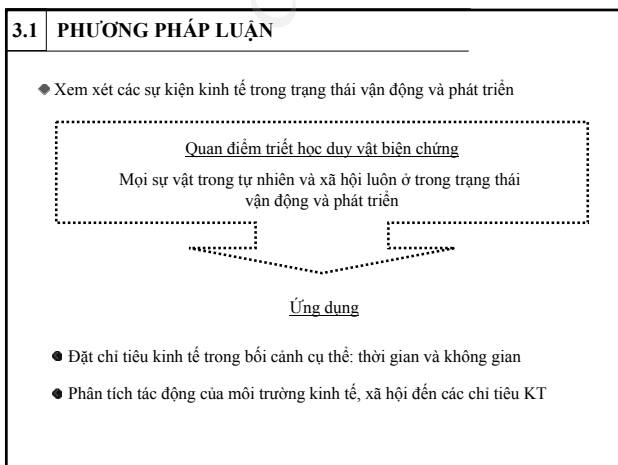 3.1 PHƯƠNG PHÁP LUẬN
Xem xét các sự kiện kinh tế trong trạng thái vận động và phát triển
Quan điểm triết học duy vật biện chứng
Mọi sự vật trong tự nhiên và xã hội luôn ở trong trạng thái
vận động và phát triển
Ứng dụng
Đặt chỉ tiêu kinh tế trong bối cảnh cụ thể: thời gian và không gian
Phân tích tác động của môi trường kinh tế, xã hội đến các chỉ tiêu KT